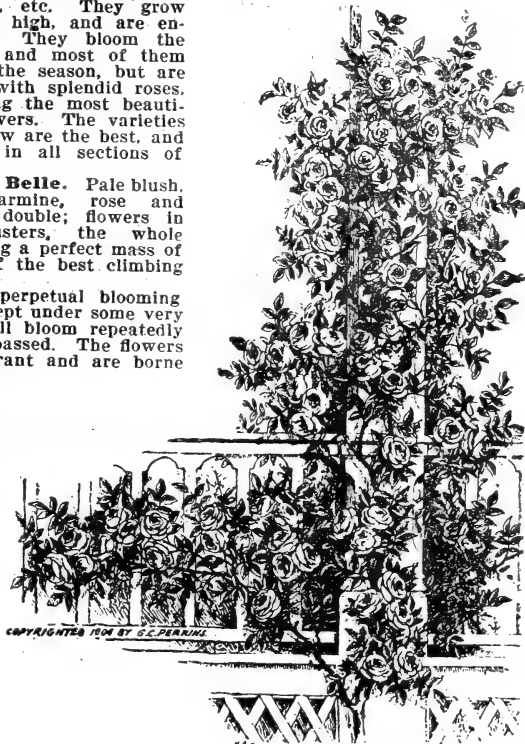 , etc. They grow
high, and are en-
They bloom the
and most of them
the season, but are
with splendid roses,
g the most beauti-
vers. The varieties
w are the best, and
in all sections of
Belle. Pale blush,
armine, rose and
double; flowers in
usters, the whole
g a perfect mass of
f the best climbing
perpetual blooming
ept under some very
ll bloom repeatedly
passed. The flowers
rant and are borne
COPYRIGHTED 1904 BY G.C. PERKINS.